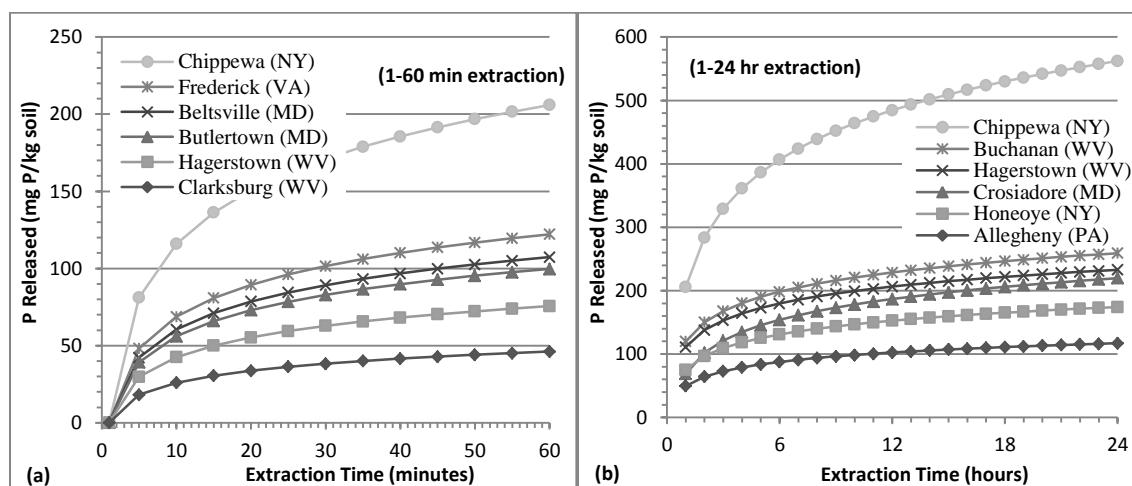 P Released (mg P/kg soil)
250
200
150
100
50
0
Chippewa (NY)
Frederick (VA)
Beltsville (MD)
Butlertown (MD)
Hagerstown (WV)
Clarksburg (WV)
(1-60 min extraction)
0 10 20 30 40 50 60
(a)
Extraction Time (minutes)
P Released (mg P/kg soil)
600
500
400
300
200
100
0
(1-24 hr extraction)
Chippewa (NY)
Buchanan (WV)
Hagerstown (WV)
Crosiadore (MD)
Honeoye (NY)
Allegheny (PA)
0 6 12 18 24
(b)
Extraction Time (hours)